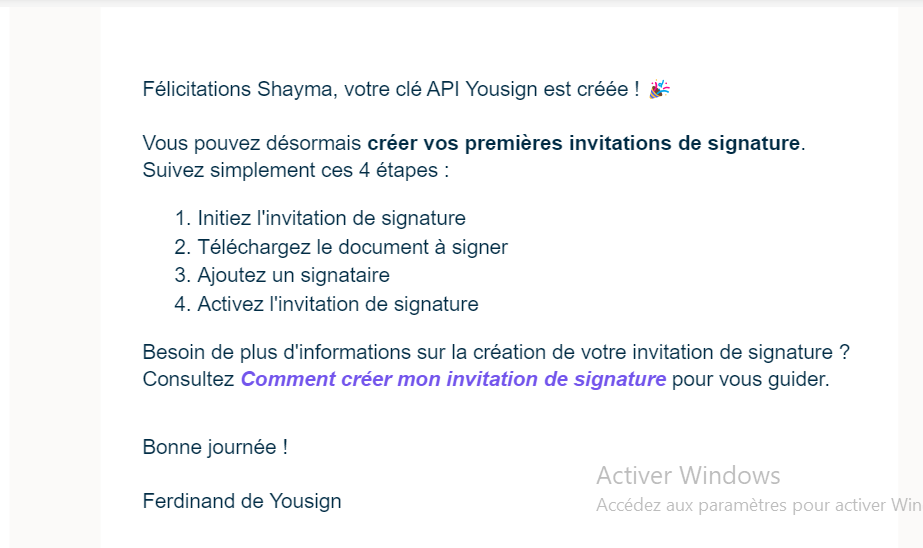 Félicitations Shayma, votre clé API Yousign est créée ! 🎉
Vous pouvez désormais créer vos premières invitations de signature.
Suivez simplement ces 4 étapes :
1. Initiez l'invitation de signature
2. Téléchargez le document à signer
3. Ajoutez un signataire
4. Activez l'invitation de signature
Besoin de plus d'informations sur la création de votre invitation de signature ?
Consultez Comment créer mon invitation de signature pour vous guider.
Bonne journée !
Ferdinand de Yousign
Activer Windows
Accédez aux paramètres pour activer Win